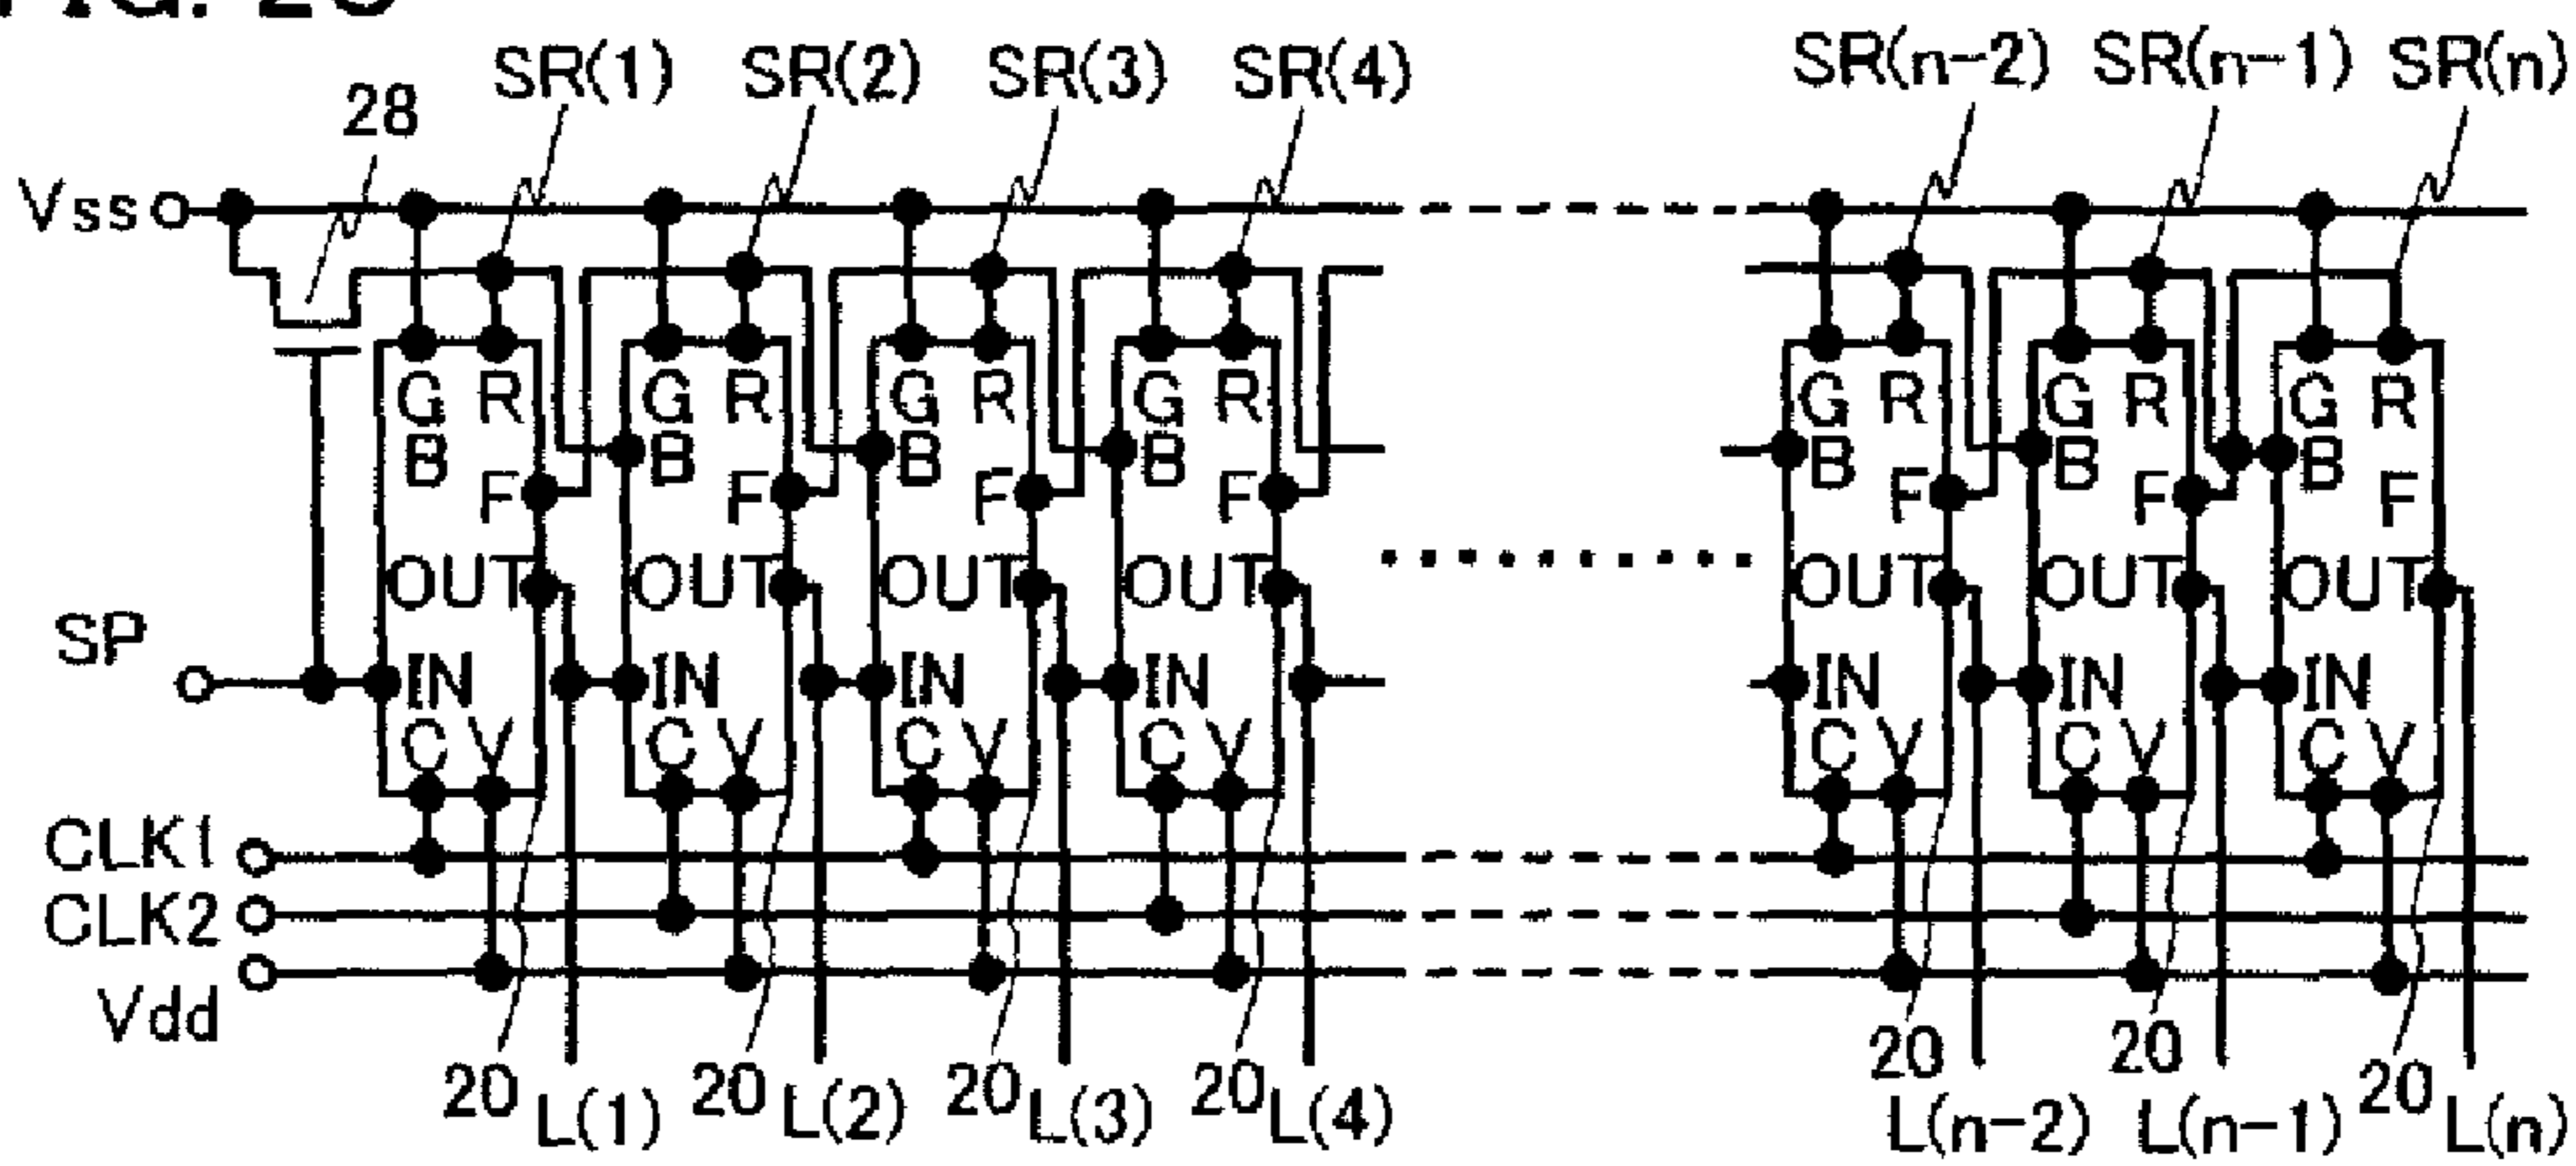 SR(1) SR(2) SR(3) SR(4) SR(n-2) SR(n-1) SR(n)
28
Vss
G R G R G R G R G R G R G R
B B B B B B B
F F F F F F F
OUT OUT OUT OUT OUT OUT OUT
SP
IN IN IN IN IN IN IN
C V C V C V C V C V C V C V
CLK1
CLK2
Vdd
20 20 20 20 20 20 20
L(1) L(2) L(3) L(4) L(n-2) L(n-1) L(n)